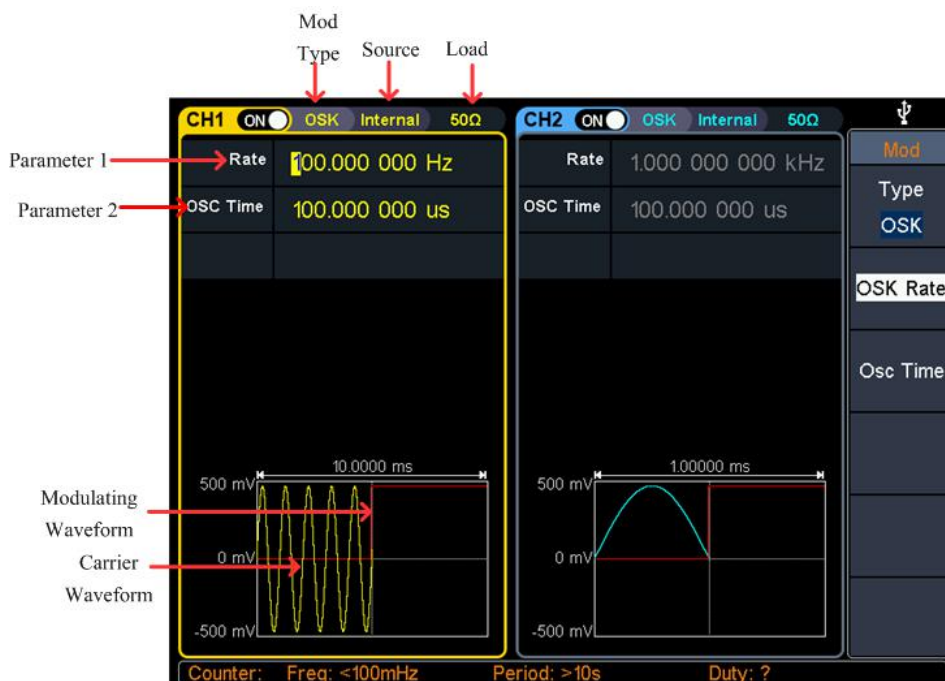 Mod
Type
Source
Load
CH1 ON OSK Internal 50Ω
CH2 ON OSK Internal 50Ω
Parameter 1
Rate 100.000 000 Hz
Rate 1.000 000 000 kHz
Mod
Type
OSK
Parameter 2
OSC Time 100.000 000 us
OSC Time 100.000 000 us
OSK Rate
Osc Time
10.0000 ms
500 mV
0 mV
-500 mV
1.00000 ms
500 mV
0 mV
-500 mV
Modulating
Waveform
Carrier
Waveform
Counter: Freq: <100mHz Period: >10s Duty: ?